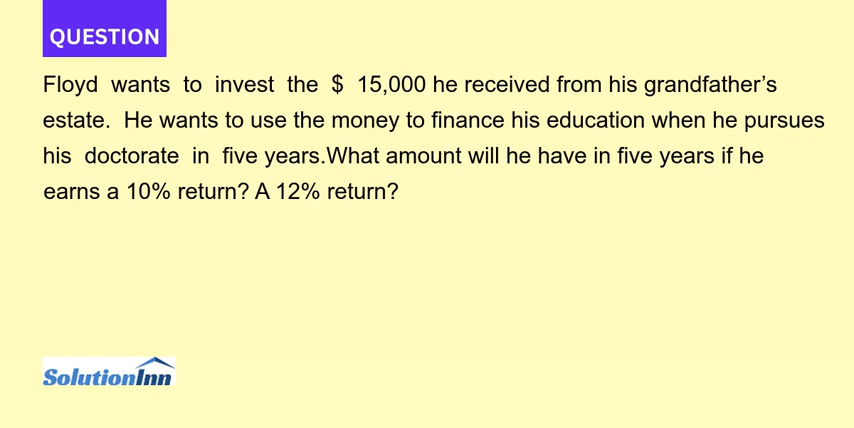 QUESTION
Floyd wants to invest the $ 15,000 he received from his grandfather’s
estate. He wants to use the money to finance his education when he pursues
his doctorate in five years.What amount will he have in five years if he
earns a 10% return? A 12% return?
SolutionInn